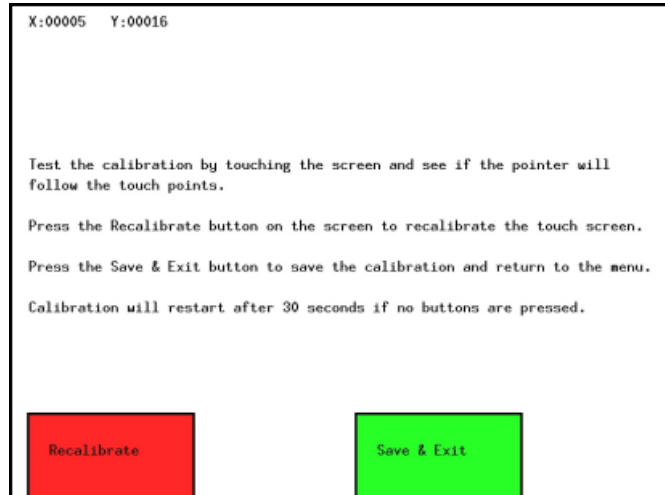 X:00005 Y:00016
Test the calibration by touching the screen and see if the pointer will
follow the touch points.
Press the Recalibrate button on the screen to recalibrate the touch screen.
Press the Save & Exit button to save the calibration and return to the menu.
Calibration will restart after 30 seconds if no buttons are pressed.
Recalibrate
Save & Exit